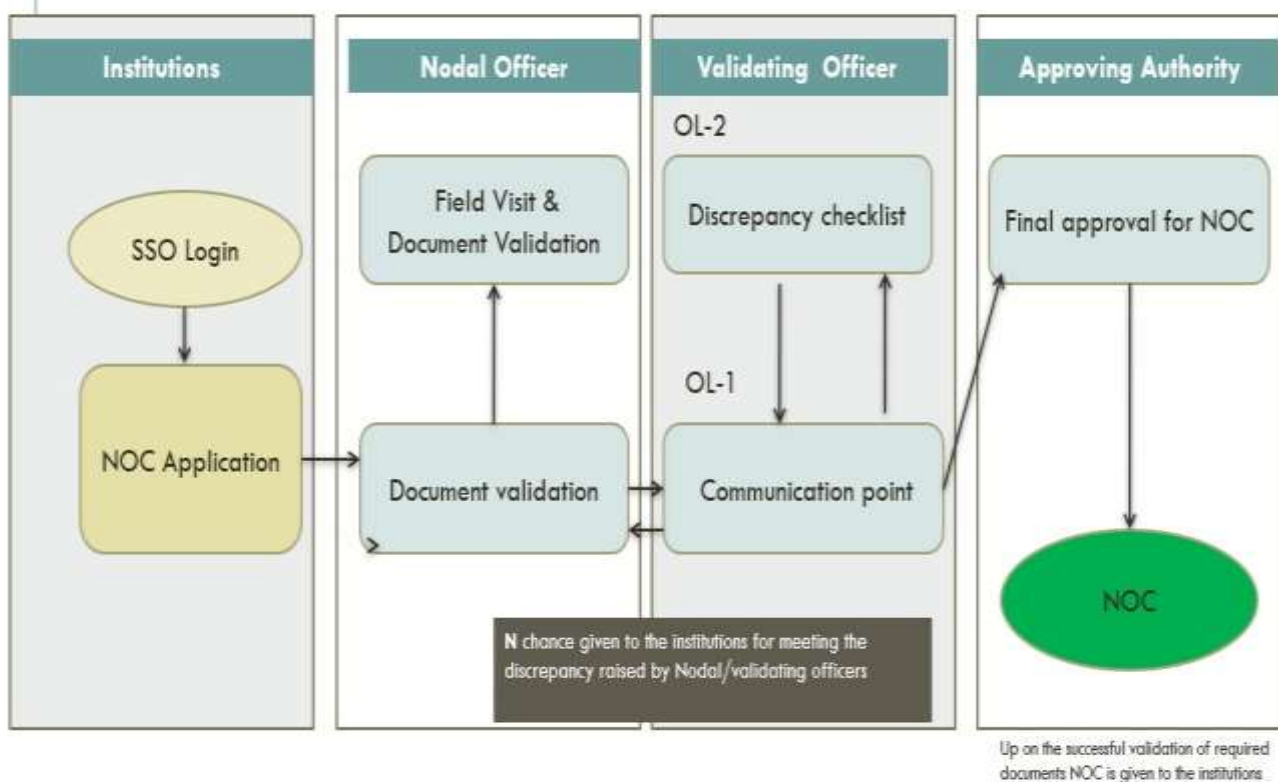 Institutions
Nodal Officer
Validating Officer
Approving Authority
OL-2
SSO Login
Field Visit &
Document Validation
Discrepancy checklist
Final approval for NOC
OL-1
NOC Application
Document validation
Communication point
NOC
N chance given to the institutions for meeting the
discrepancy raised by Nodal/validating officers
Up on the successful validation of required
documents NOC is given to the institutions